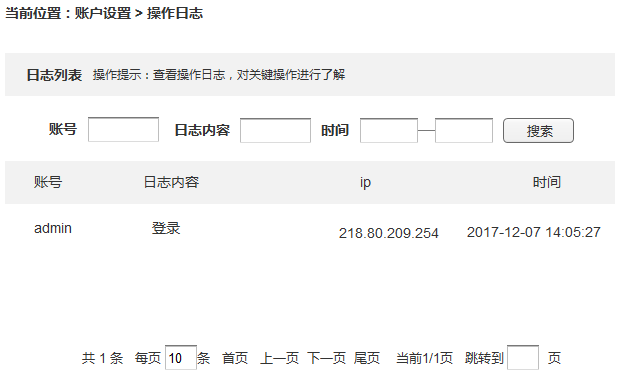 当前位置：账户设置 > 操作日志
日志列表 操作提示：查看操作日志，对关键操作进行了解
账号 日志内容 时间 — 搜索
账号 日志内容 ip 时间
admin 登录 218.80.209.254 2017-12-07 14:05:27
共 1 条 每页 10 条 首页 上一页 下一页 尾页 当前1/1页 跳转到 页